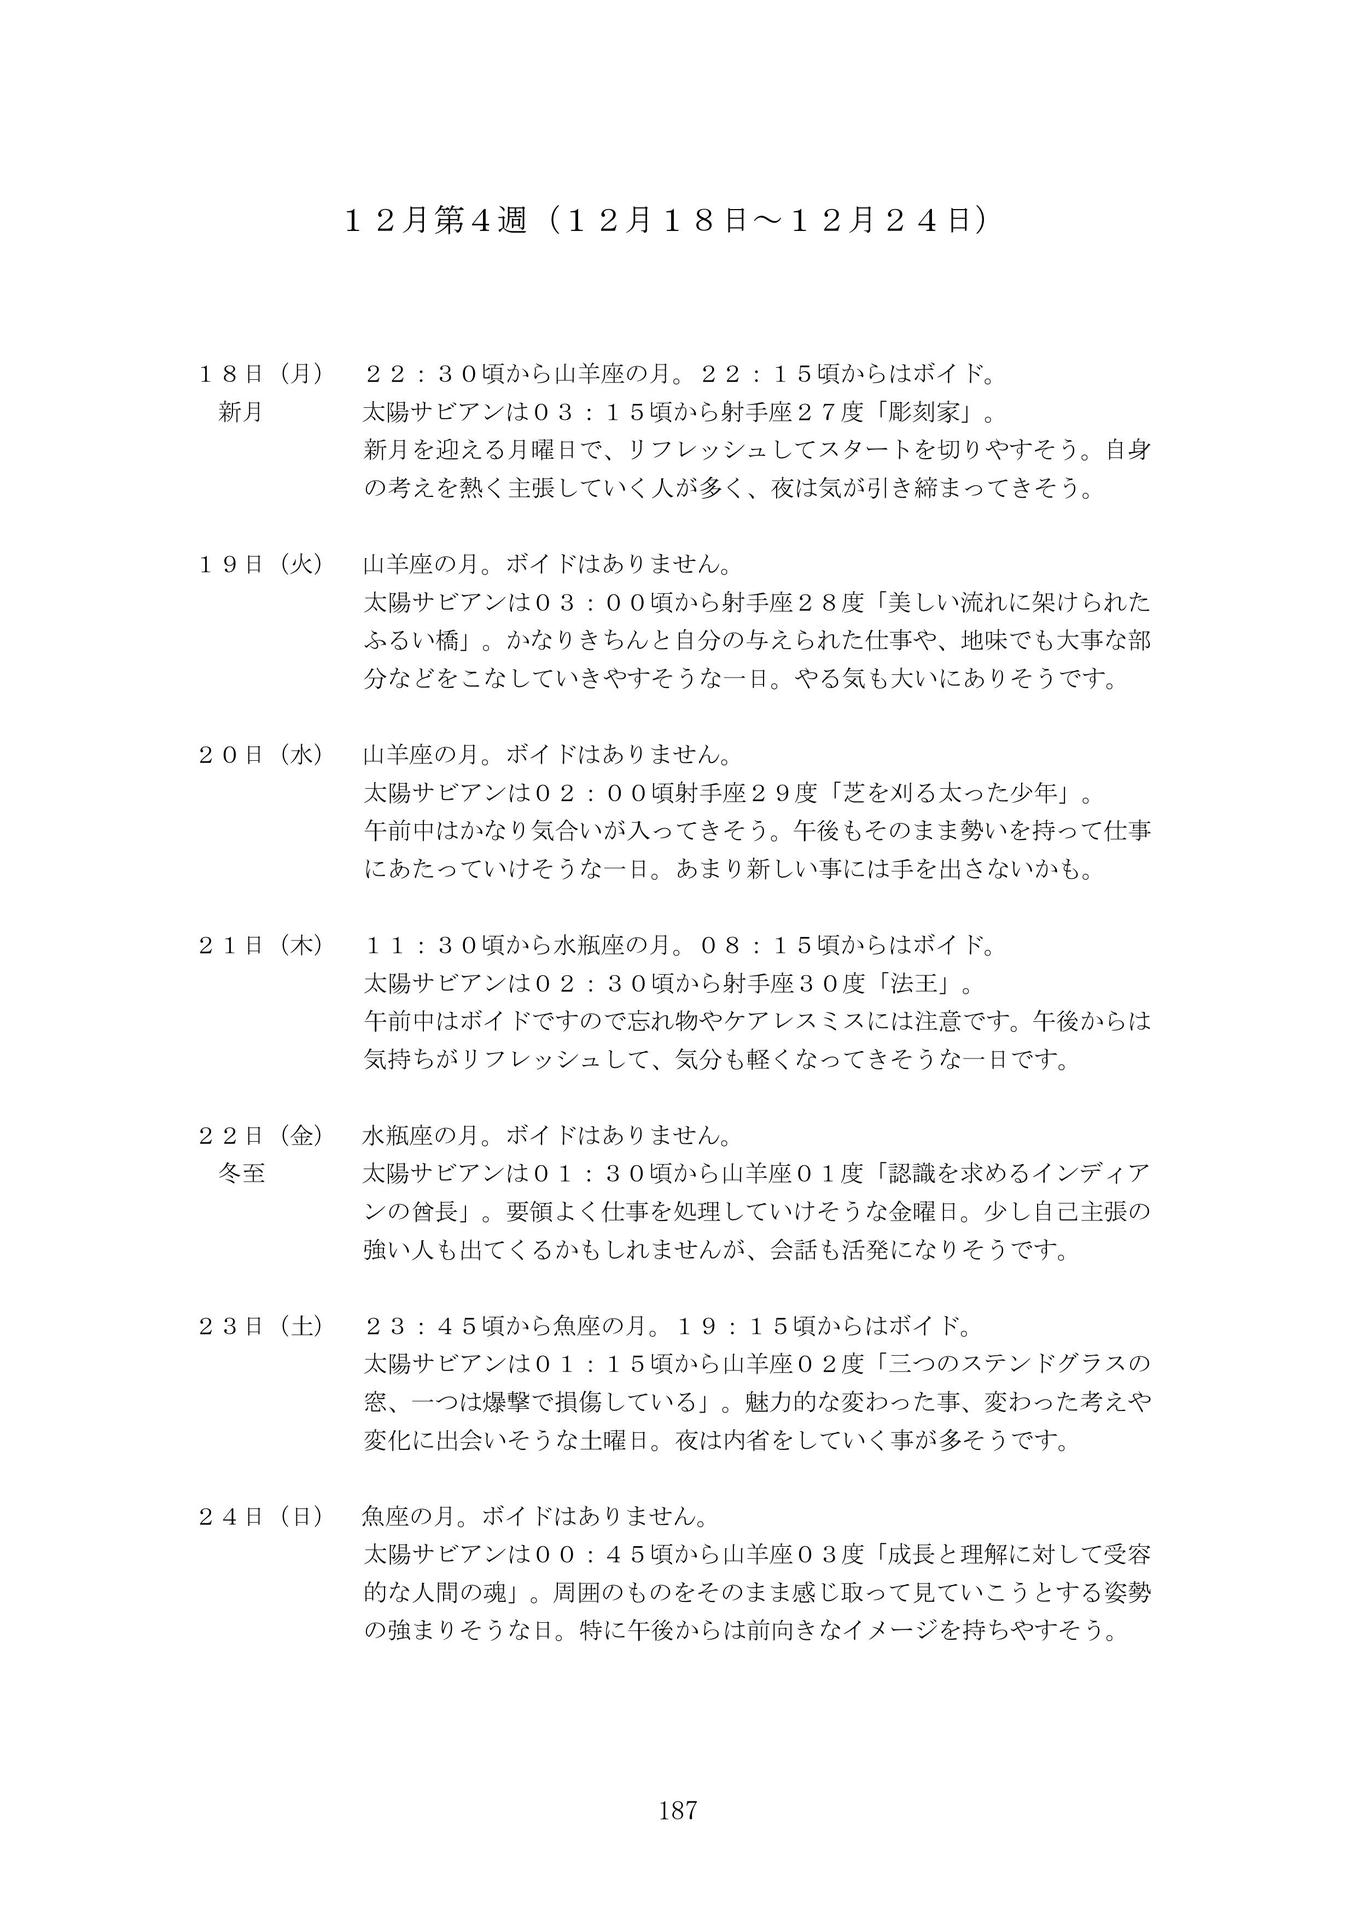 １２月第４週（１２月１８日～１２月２４日）
１８日（月）　２２：３０頃から山羊座の月。２２：１５頃からはボイド。
新月　太陽サビアンは０３：１５頃から射手座２７度「彫刻家」。
新月を迎える月曜日で、リフレッシュしてスタートを切りやすそう。自身
の考えを熱く主張していく人が多く、夜は気が引き締まってきそう。
１９日（火）　山羊座の月。ボイドはありません。
太陽サビアンは０３：００頃から射手座２８度「美しい流れに架けられた
ふるい橋」。かなりきちんと自分の与えられた仕事や、地味でも大事な部
分などをこなしていきやすそうな一日。やる気も大いにありそうです。
２０日（水）　山羊座の月。ボイドはありません。
太陽サビアンは０２：００頃射手座２９度「芝を刈る太った少年」。
午前中はかなり気合いが入ってきそう。午後もそのまま勢いを持って仕事
にあたっていけそうな一日。あまり新しい事には手を出さないかも。
２１日（木）　１１：３０頃から水瓶座の月。０８：１５頃からはボイド。
太陽サビアンは０２：３０頃から射手座３０度「法王」。
午前中はボイドですので忘れ物やケアレスミスには注意です。午後からは
気持ちがリフレッシュして、気分も軽くなってきそうな一日です。
２２日（金）　水瓶座の月。ボイドはありません。
冬至　太陽サビアンは０１：３０頃から山羊座０１度「認識を求めるインディア
ンの酋長」。要領よく仕事を処理していけそうな金曜日。少し自己主張の
強い人も出てくるかもしれませんが、会話も活発になりそうです。
２３日（土）　２３：４５頃から魚座の月。１９：１５頃からはボイド。
太陽サビアンは０１：１５頃から山羊座０２度「三つのステンドグラスの
窓、一つは爆撃で損傷している」。魅力的な変わった事、変わった考えや
変化に出会いそうな土曜日。夜は内省をしていく事が多そうです。
２４日（日）　魚座の月。ボイドはありません。
太陽サビアンは００：４５頃から山羊座０３度「成長と理解に対して受容
的な人間の魂」。周囲のものをそのまま感じ取って見ていこうとする姿勢
の強まりそうな日。特に午後からは前向きなイメージを持ちやすそう。
187